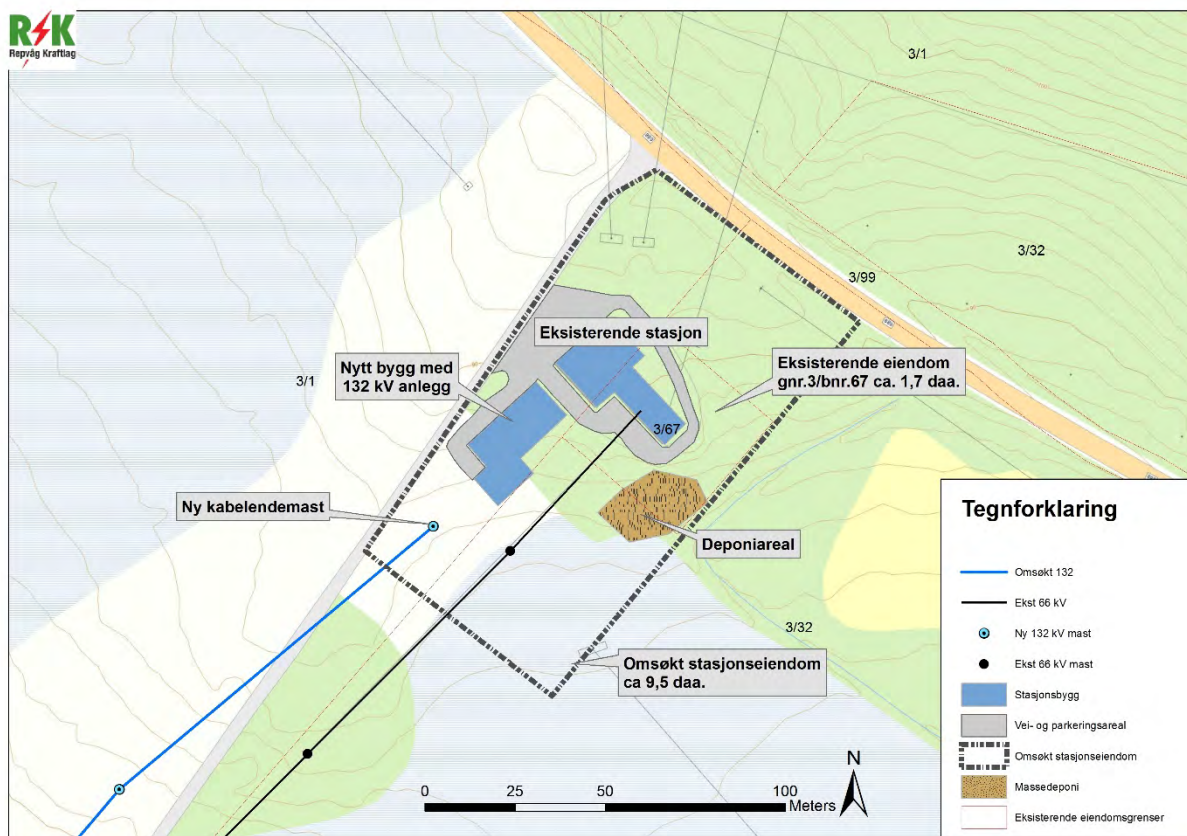 RSK
Repvåg Kraftlag
3/1
3/32
3/99
Eksisterende stasjon
Nytt bygg med
132 kV anlegg
3/1
Eksisterende eiendom
gnr.3/bnr.67 ca. 1,7 daa.
3/67
Ny kabelendemast
Deponiareal
3/32
Omsøkt stasjonseiendom
ca 9,5 daa.
N
0 25 50 100
Meters
Tegnforklaring
Omsøkt 132
Ekst 66 kV
Ny 132 kV mast
Ekst 66 kV mast
Stasjonsbygg
Vei- og parkeringsareal
Omsøkt stasjonseiendom
Massedeponi
Eksisterende eiendomsgrenser